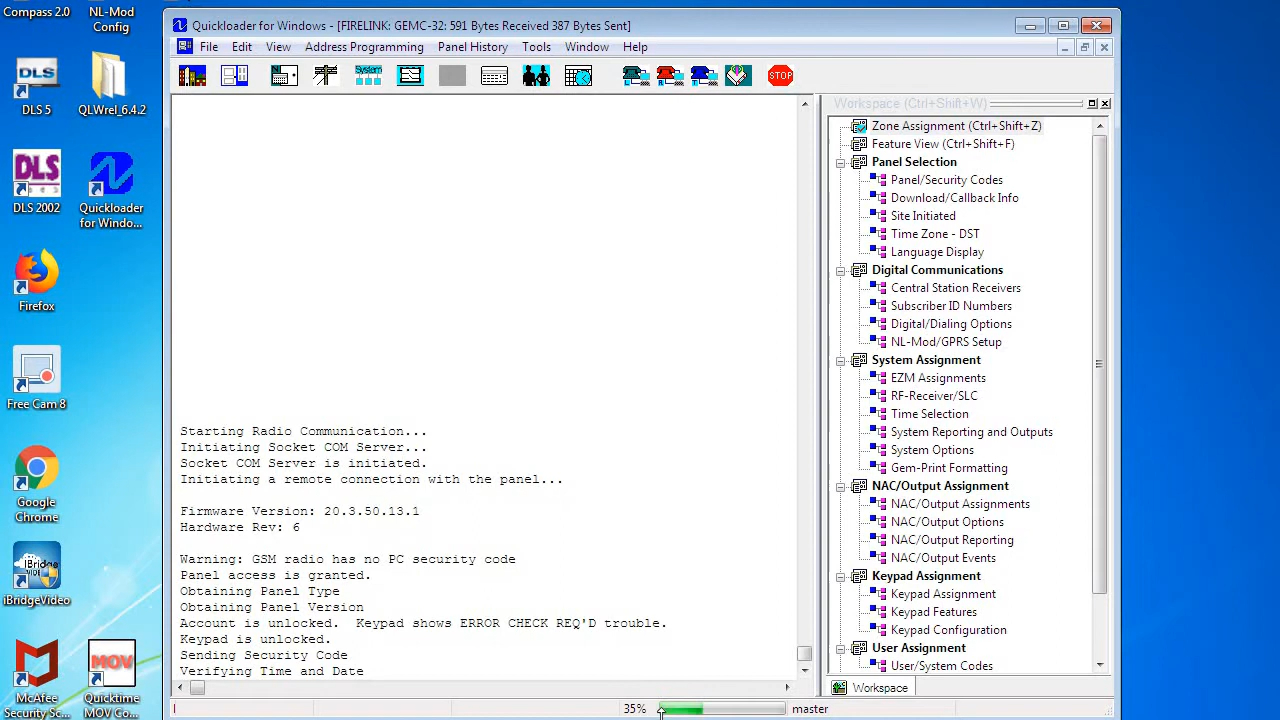 Compass 2.0
NL-Mod
Config
DLS
DLS 5
QLWrel_6.4.2
DLS
DLS 2002
Quickloader
for Windo...
Firefox
Free Cam 8
Google
Chrome
iBridge
iBridgeVideo
McAfee
Security Sc...
MOV
Quicktime
MOV Co...
Quickloader for Windows - [FIRELINK: GEMC-32: 591 Bytes Received 387 Bytes Sent]
File Edit View Address Programming Panel History Tools Window Help
System
STOP
Starting Radio Communication...
Initiating Socket COM Server...
Socket COM Server is initiated.
Initiating a remote connection with the panel...
Firmware Version: 20.3.50.13.1
Hardware Rev: 6
Warning: GSM radio has no PC security code
Panel access is granted.
Obtaining Panel Type
Obtaining Panel Version
Account is unlocked.  Keypad shows ERROR CHECK REQ'D trouble.
Keypad is unlocked.
Sending Security Code
Verifying Time and Date
Workspace (Ctrl+Shift+W)
Zone Assignment (Ctrl+Shift+Z)
Feature View (Ctrl+Shift+F)
Panel Selection
Panel/Security Codes
Download/Callback Info
Site Initiated
Time Zone - DST
Language Display
Digital Communications
Central Station Receivers
Subscriber ID Numbers
Digital/Dialing Options
NL-Mod/GPRS Setup
System Assignment
EZM Assignments
RF-Receiver/SLC
Time Selection
System Reporting and Outputs
System Options
Gem-Print Formatting
NAC/Output Assignment
NAC/Output Assignments
NAC/Output Options
NAC/Output Reporting
NAC/Output Events
Keypad Assignment
Keypad Assignment
Keypad Features
Keypad Configuration
User Assignment
User/System Codes
Workspace
35%
master